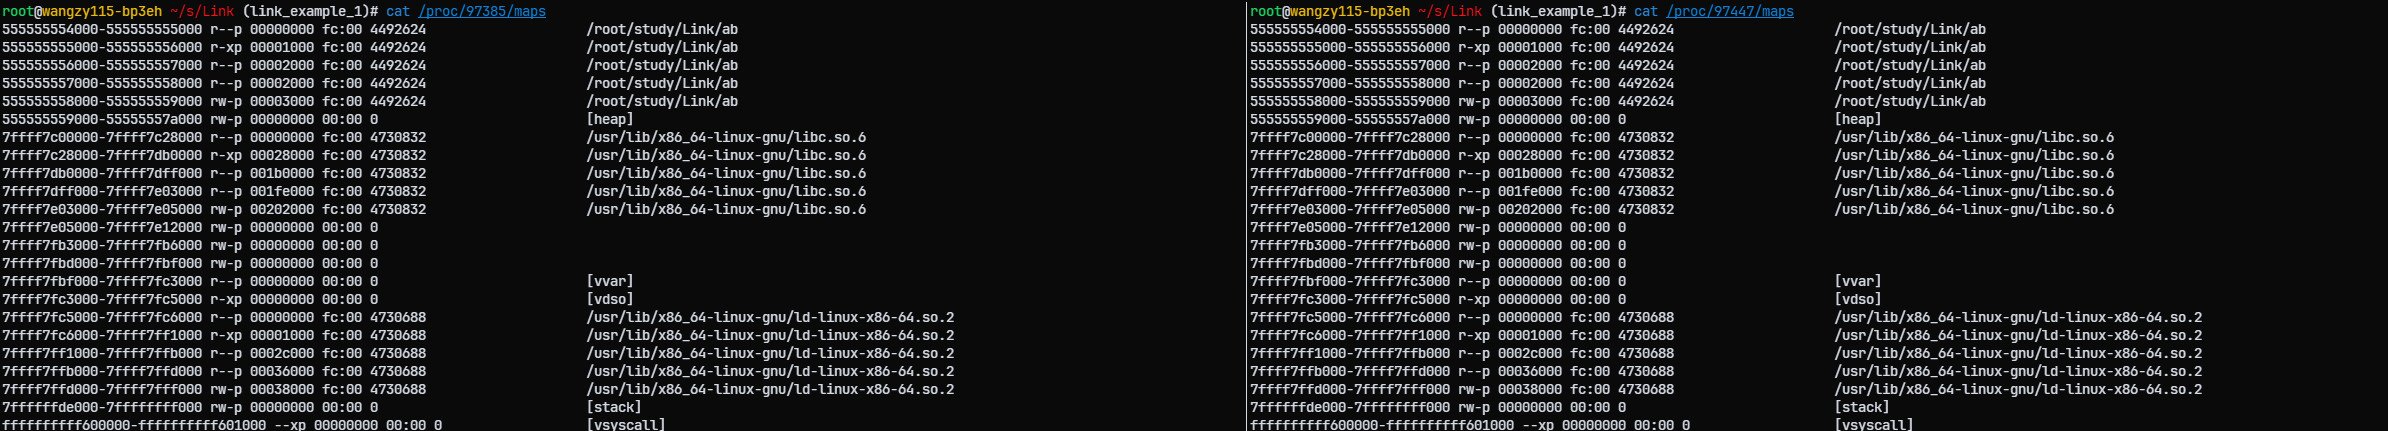 root@wangzy115-bp3eh ~/s/Link (link_example_1)# cat /proc/97385/maps
555555554000-555555555000 r--p 00000000 fc:00 4492624 /root/study/Link/ab
555555555000-555555556000 r-xp 00001000 fc:00 4492624 /root/study/Link/ab
555555556000-555555557000 r--p 00002000 fc:00 4492624 /root/study/Link/ab
555555557000-555555558000 r--p 00002000 fc:00 4492624 /root/study/Link/ab
555555558000-555555559000 rw-p 00003000 fc:00 4492624 /root/study/Link/ab
555555559000-55555557a000 rw-p 00000000 00:00 0 [heap]
7ffff7c00000-7ffff7c28000 r--p 00000000 fc:00 4730832 /usr/lib/x86_64-linux-gnu/libc.so.6
7ffff7c28000-7ffff7db0000 r-xp 00028000 fc:00 4730832 /usr/lib/x86_64-linux-gnu/libc.so.6
7ffff7db0000-7ffff7dff000 r--p 001b0000 fc:00 4730832 /usr/lib/x86_64-linux-gnu/libc.so.6
7ffff7dff000-7ffff7e03000 r--p 001fe000 fc:00 4730832 /usr/lib/x86_64-linux-gnu/libc.so.6
7ffff7e03000-7ffff7e05000 rw-p 00202000 fc:00 4730832 /usr/lib/x86_64-linux-gnu/libc.so.6
7ffff7e05000-7ffff7e12000 rw-p 00000000 00:00 0
7ffff7fb3000-7ffff7fb6000 rw-p 00000000 00:00 0
7ffff7fbd000-7ffff7fbf000 rw-p 00000000 00:00 0
7ffff7fbf000-7ffff7fc3000 r--p 00000000 00:00 0 [vvar]
7ffff7fc3000-7ffff7fc5000 r-xp 00000000 00:00 0 [vdso]
7ffff7fc5000-7ffff7fc6000 r--p 00000000 fc:00 4730688 /usr/lib/x86_64-linux-gnu/ld-linux-x86-64.so.2
7ffff7fc6000-7ffff7ff1000 r-xp 00001000 fc:00 4730688 /usr/lib/x86_64-linux-gnu/ld-linux-x86-64.so.2
7ffff7ff1000-7ffff7ffb000 r--p 0002c000 fc:00 4730688 /usr/lib/x86_64-linux-gnu/ld-linux-x86-64.so.2
7ffff7ffb000-7ffff7ffd000 r--p 00036000 fc:00 4730688 /usr/lib/x86_64-linux-gnu/ld-linux-x86-64.so.2
7ffff7ffd000-7ffff7fff000 rw-p 00038000 fc:00 4730688 /usr/lib/x86_64-linux-gnu/ld-linux-x86-64.so.2
7ffffffde000-7ffffffff000 rw-p 00000000 00:00 0 [stack]
ffffffffff600000-ffffffffff601000 --xp 00000000 00:00 0 [vsyscall]
root@wangzy115-bp3eh ~/s/Link (link_example_1)# cat /proc/97447/maps
555555554000-555555555000 r--p 00000000 fc:00 4492624 /root/study/Link/ab
555555555000-555555556000 r-xp 00001000 fc:00 4492624 /root/study/Link/ab
555555556000-555555557000 r--p 00002000 fc:00 4492624 /root/study/Link/ab
555555557000-555555558000 r--p 00002000 fc:00 4492624 /root/study/Link/ab
555555558000-555555559000 rw-p 00003000 fc:00 4492624 /root/study/Link/ab
555555559000-55555557a000 rw-p 00000000 00:00 0 [heap]
7ffff7c00000-7ffff7c28000 r--p 00000000 fc:00 4730832 /usr/lib/x86_64-linux-gnu/libc.so.6
7ffff7c28000-7ffff7db0000 r-xp 00028000 fc:00 4730832 /usr/lib/x86_64-linux-gnu/libc.so.6
7ffff7db0000-7ffff7dff000 r--p 001b0000 fc:00 4730832 /usr/lib/x86_64-linux-gnu/libc.so.6
7ffff7dff000-7ffff7e03000 r--p 001fe000 fc:00 4730832 /usr/lib/x86_64-linux-gnu/libc.so.6
7ffff7e03000-7ffff7e05000 rw-p 00202000 fc:00 4730832 /usr/lib/x86_64-linux-gnu/libc.so.6
7ffff7e05000-7ffff7e12000 rw-p 00000000 00:00 0
7ffff7fb3000-7ffff7fb6000 rw-p 00000000 00:00 0
7ffff7fbd000-7ffff7fbf000 rw-p 00000000 00:00 0
7ffff7fbf000-7ffff7fc3000 r--p 00000000 00:00 0 [vvar]
7ffff7fc3000-7ffff7fc5000 r-xp 00000000 00:00 0 [vdso]
7ffff7fc5000-7ffff7fc6000 r--p 00000000 fc:00 4730688 /usr/lib/x86_64-linux-gnu/ld-linux-x86-64.so.2
7ffff7fc6000-7ffff7ff1000 r-xp 00001000 fc:00 4730688 /usr/lib/x86_64-linux-gnu/ld-linux-x86-64.so.2
7ffff7ff1000-7ffff7ffb000 r--p 0002c000 fc:00 4730688 /usr/lib/x86_64-linux-gnu/ld-linux-x86-64.so.2
7ffff7ffb000-7ffff7ffd000 r--p 00036000 fc:00 4730688 /usr/lib/x86_64-linux-gnu/ld-linux-x86-64.so.2
7ffff7ffd000-7ffff7fff000 rw-p 00038000 fc:00 4730688 /usr/lib/x86_64-linux-gnu/ld-linux-x86-64.so.2
7ffffffde000-7ffffffff000 rw-p 00000000 00:00 0 [stack]
ffffffffff600000-ffffffffff601000 --xp 00000000 00:00 0 [vsyscall]